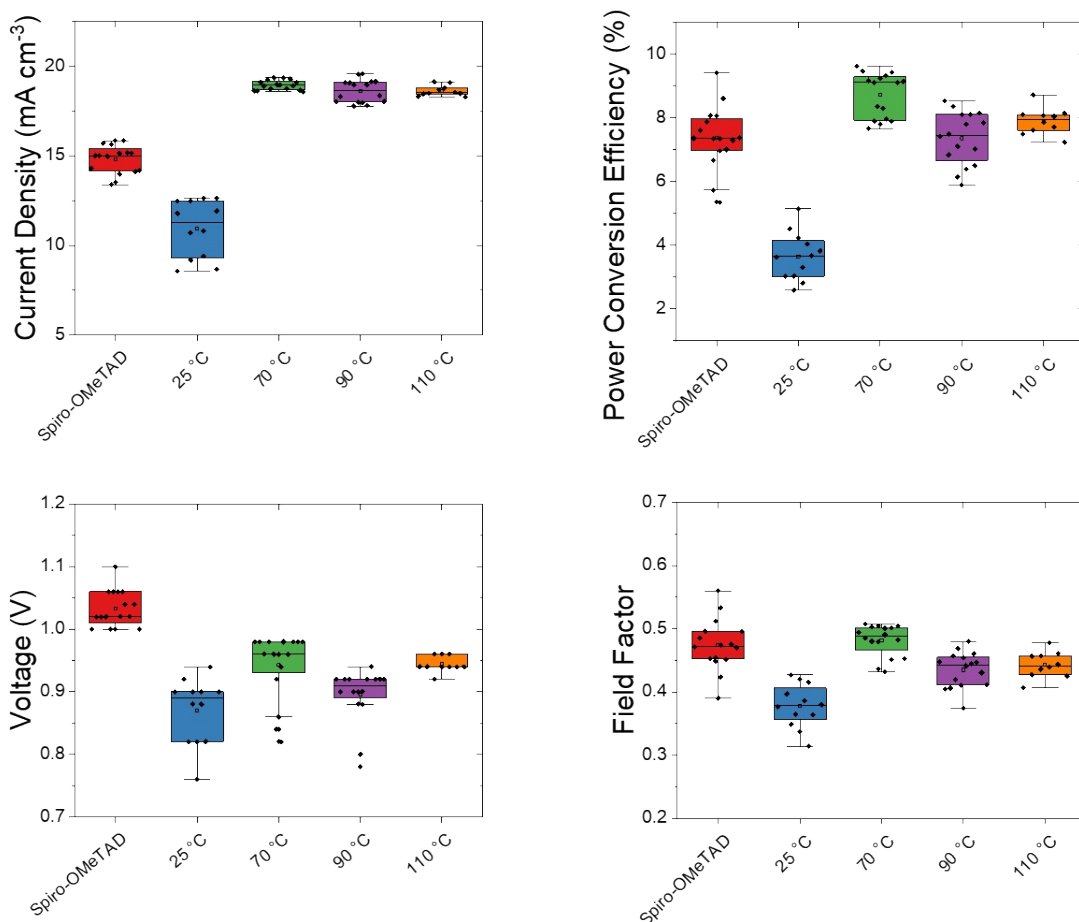 Current Density (mA cm-3)
20
15
10
5
Spiro-OMeTAD
25 °C
70 °C
90 °C
110 °C
Power Conversion Efficiency (%)
10
8
6
4
2
Spiro-OMeTAD
25 °C
70 °C
90 °C
110 °C
Voltage (V)
1.2
1.1
1.0
0.9
0.8
0.7
Spiro-OMeTAD
25 °C
70 °C
90 °C
110 °C
Field Factor
0.7
0.6
0.5
0.4
0.3
0.2
Spiro-OMeTAD
25 °C
70 °C
90 °C
110 °C